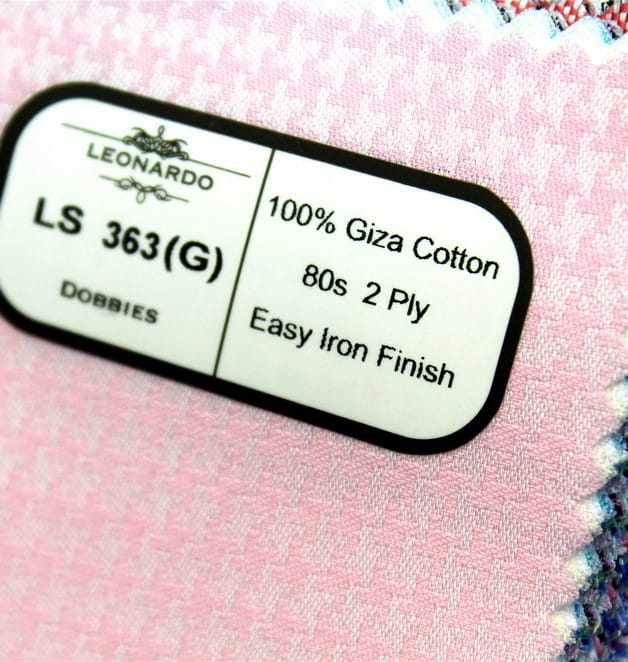 LEONARDO
LS 363(G)
DOBBIES
100% Giza Cotton
80s 2 Ply
Easy Iron Finish